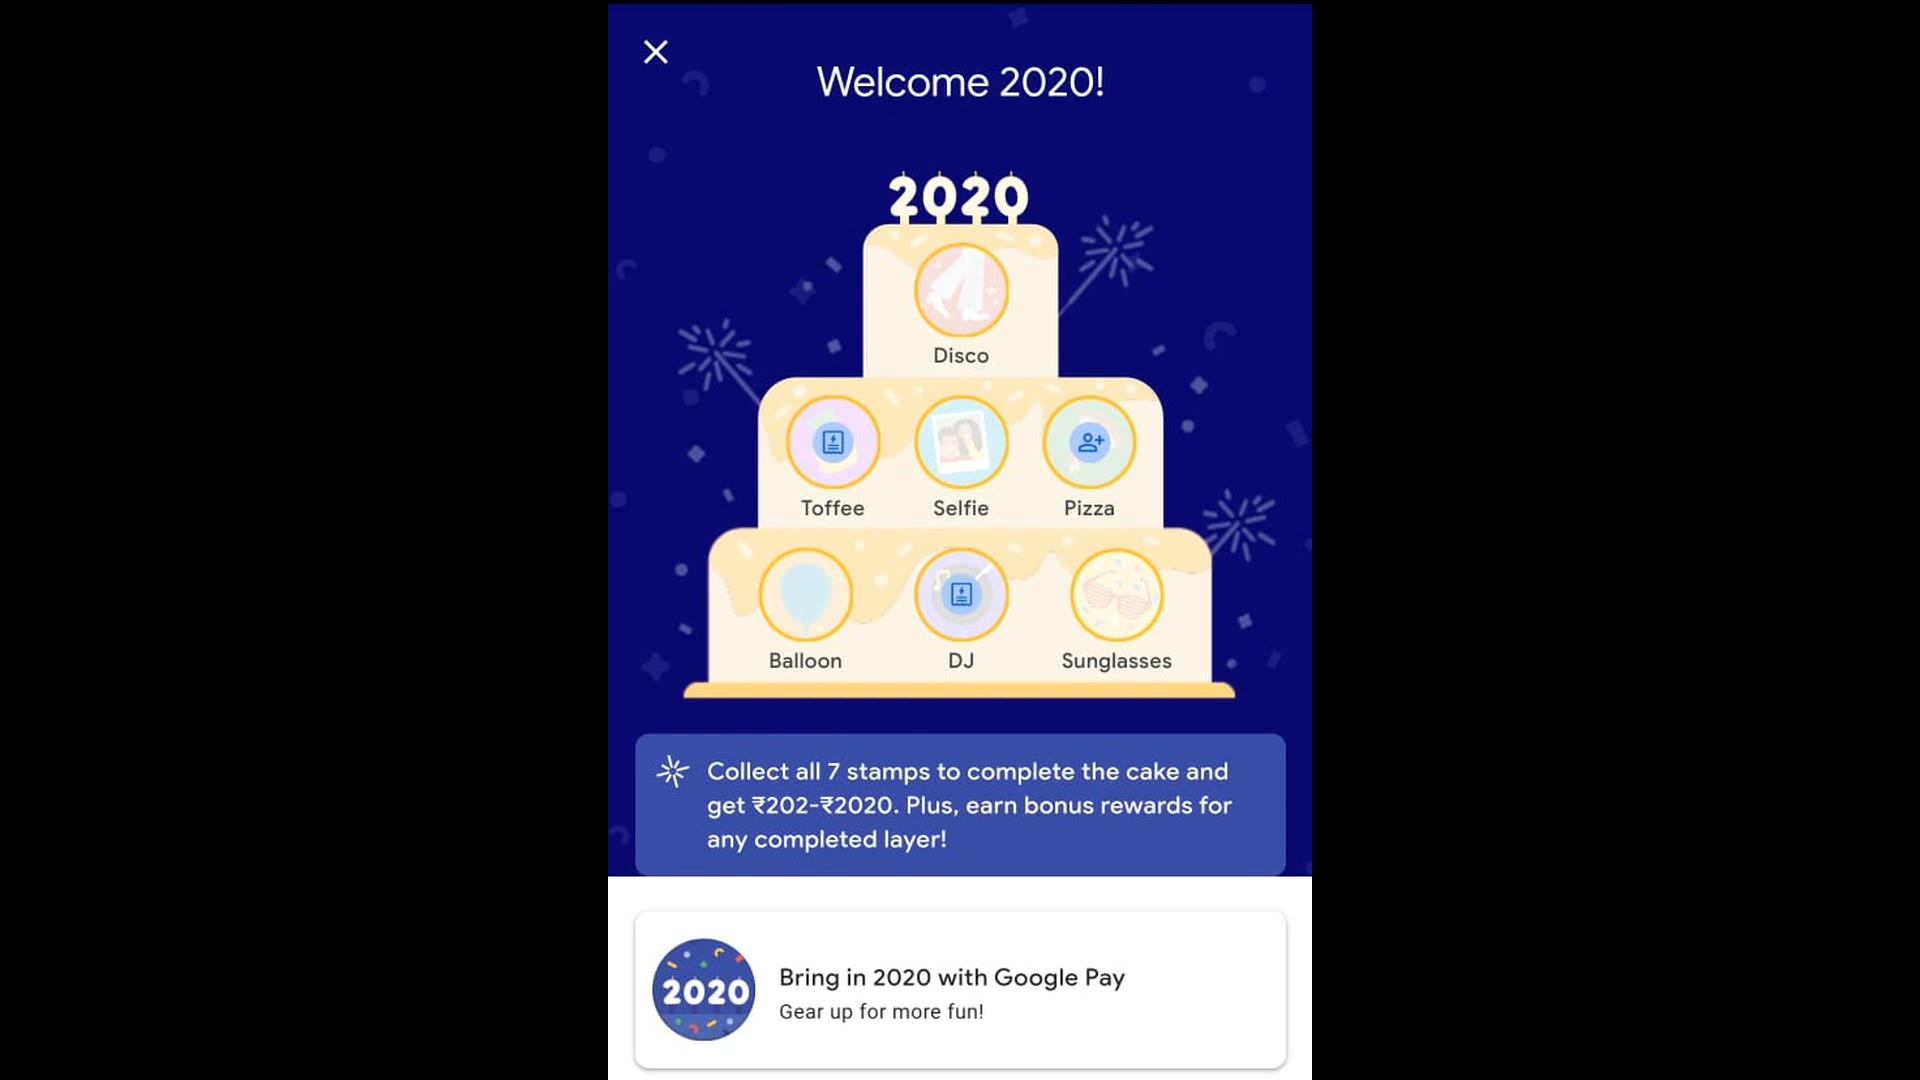 Welcome 2020!
2020
Disco
Toffee Selfie Pizza
Balloon DJ Sunglasses
Collect all 7 stamps to complete the cake and
get ₹202-₹2020. Plus, earn bonus rewards for
any completed layer!
2020
Bring in 2020 with Google Pay
Gear up for more fun!